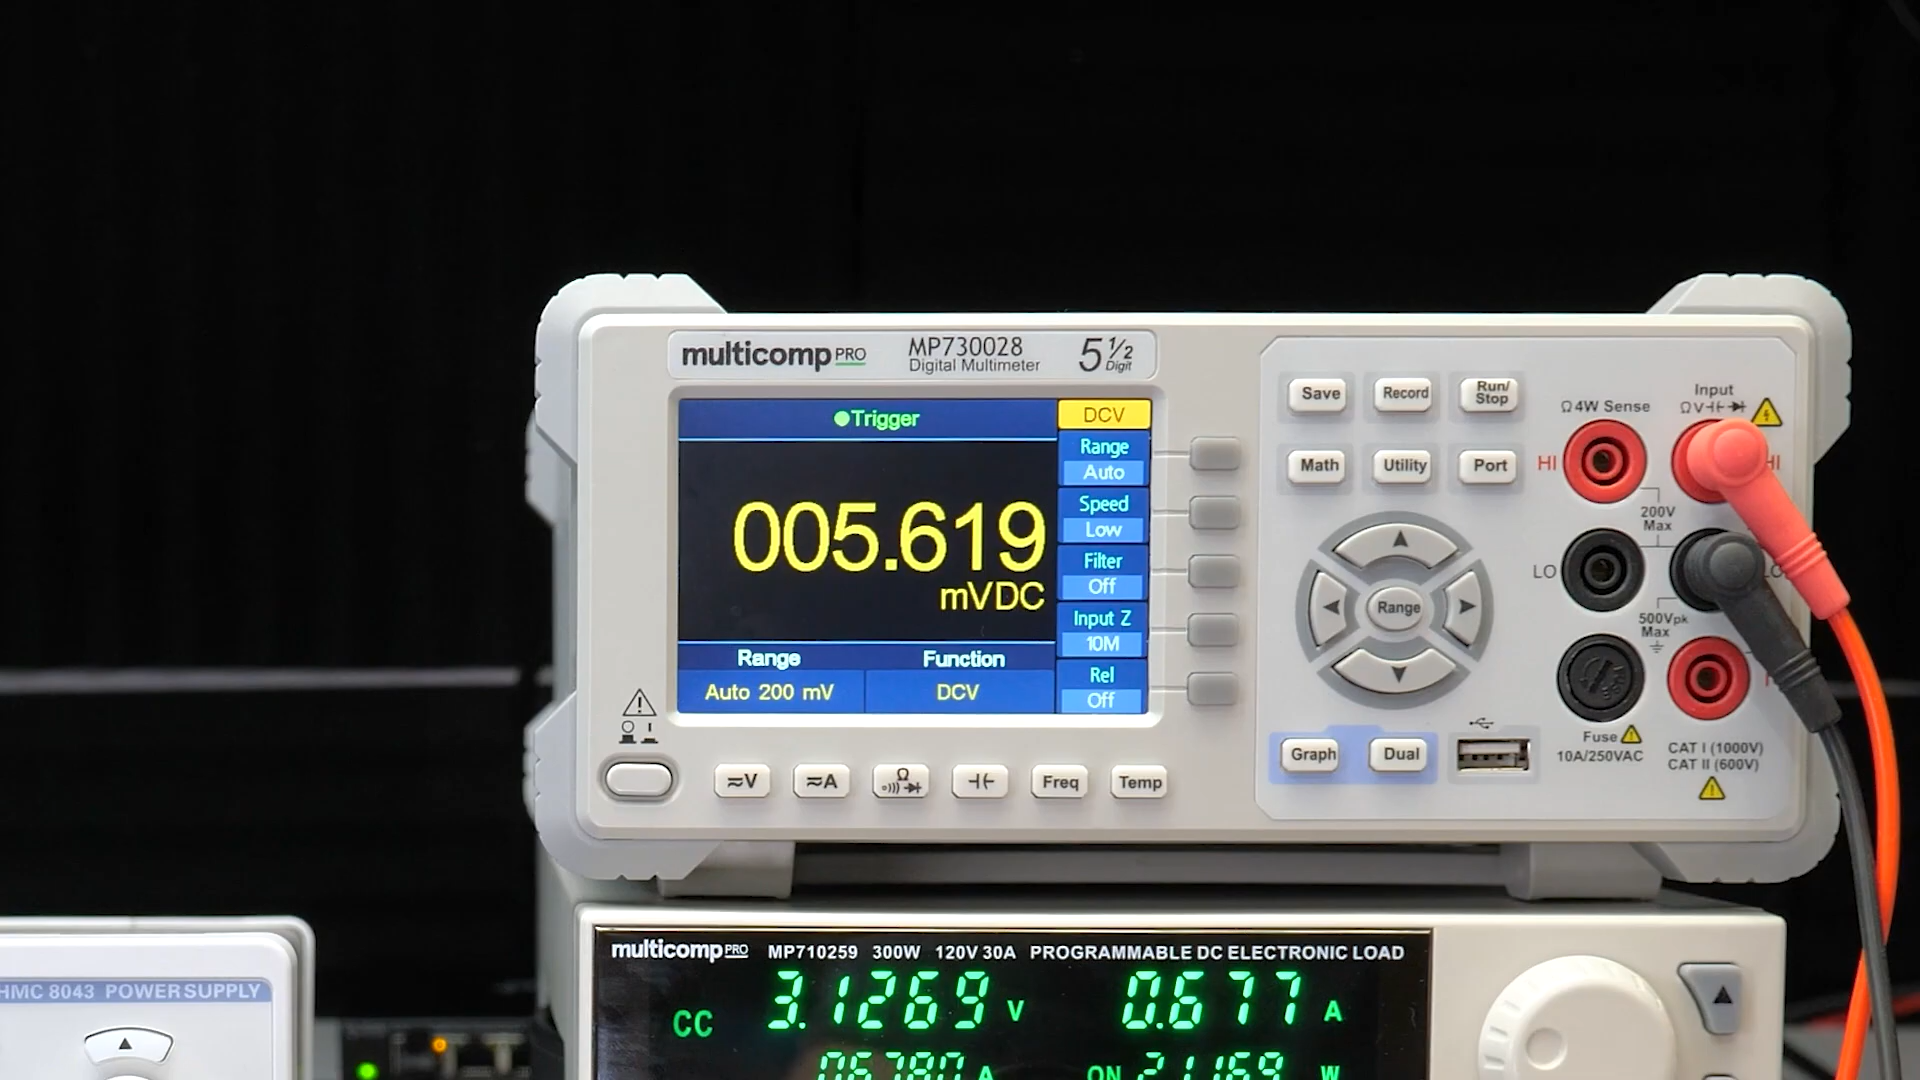 multicomp PRO
MP730028
Digital Multimeter
5 1/2 Digit
Trigger
005.619
mVDC
Range
Function
Auto 200 mV
DCV
DCV
Range
Auto
Speed
Low
Filter
Off
Input Z
10M
Rel
Off
≂V
≂A
Ω
Freq
Temp
Save
Record
Run/
Stop
Math
Utility
Port
Range
Graph
Dual
Ω4W Sense
Input
ΩV
HI
HI
200V
Max
LO
LO
500Vpk
Max
Fuse
10A/250VAC
CAT I (1000V)
CAT II (600V)
multicomp PRO MP710259 300W 120V 30A PROGRAMMABLE DC ELECTRONIC LOAD
CC 3.1269 V 0.677 A
A ON W
HMC 8043 POWER SUPPLY